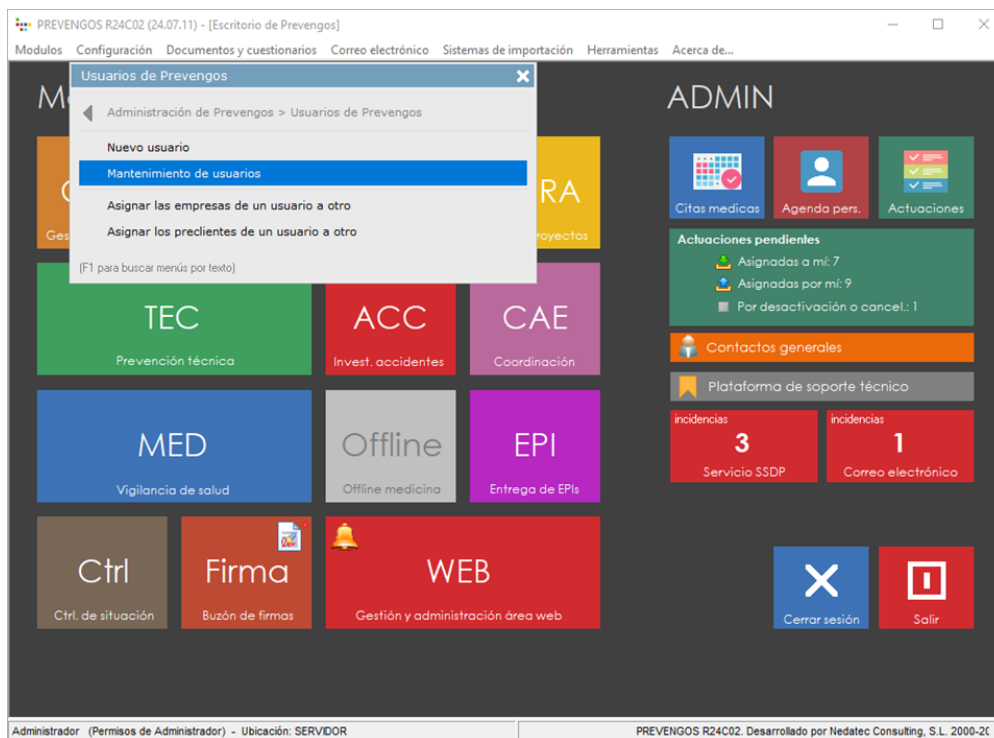 PREVENGOS R24C02 (24.07.11) - [Escritorio de Prevengos]
Modulos Configuración Documentos y cuestionarios Correo electrónico Sistemas de importación Herramientas Acerca de...
Usuarios de Prevengos
Administración de Prevengos > Usuarios de Prevengos
Nuevo usuario
Mantenimiento de usuarios
Asignar las empresas de un usuario a otro
Asignar los preclientes de un usuario a otro
(F1 para buscar menús por texto)
ADMIN
Citas medicas
Agenda pers.
Actuaciones
Actuaciones pendientes
Asignadas a mí: 7
Asignadas por mí: 9
Por desactivación o cancel.: 1
Contactos generales
Plataforma de soporte técnico
incidencias
3
Servicio SSDP
incidencias
1
Correo electrónico
TEC
Prevención técnica
ACC
Invest. accidentes
CAE
Coordinación
MED
Vigilancia de salud
Offline
Offline medicina
EPI
Entrega de EPIs
Ctrl
Ctrl. de situación
Firma
Buzón de firmas
WEB
Gestión y administración área web
Cerrar sesión
Salir
Administrador (Permisos de Administrador) - Ubicación: SERVIDOR
PREVENGOS R24C02. Desarrollado por Nedatec Consulting, S.L. 2000-20